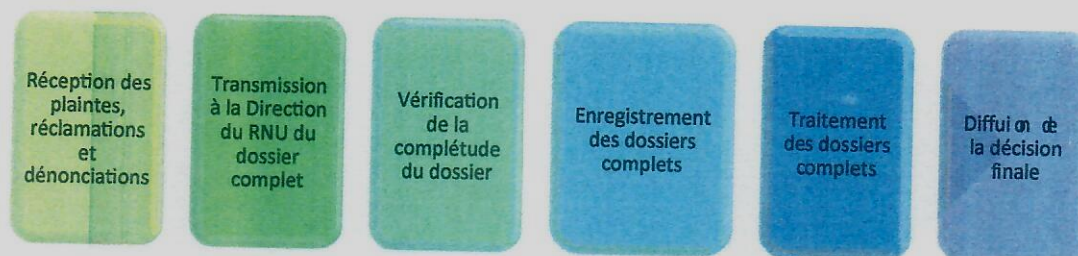 Réception des
plaintes,
réclamations
et
dénonciations
Transmission
à la Direction
du RNU du
dossier
complet
Vérification
de la
complétude
du dossier
Enregistrement
des dossiers
complets
Traitement
des dossiers
complets
Diffui on de
la décision
finale